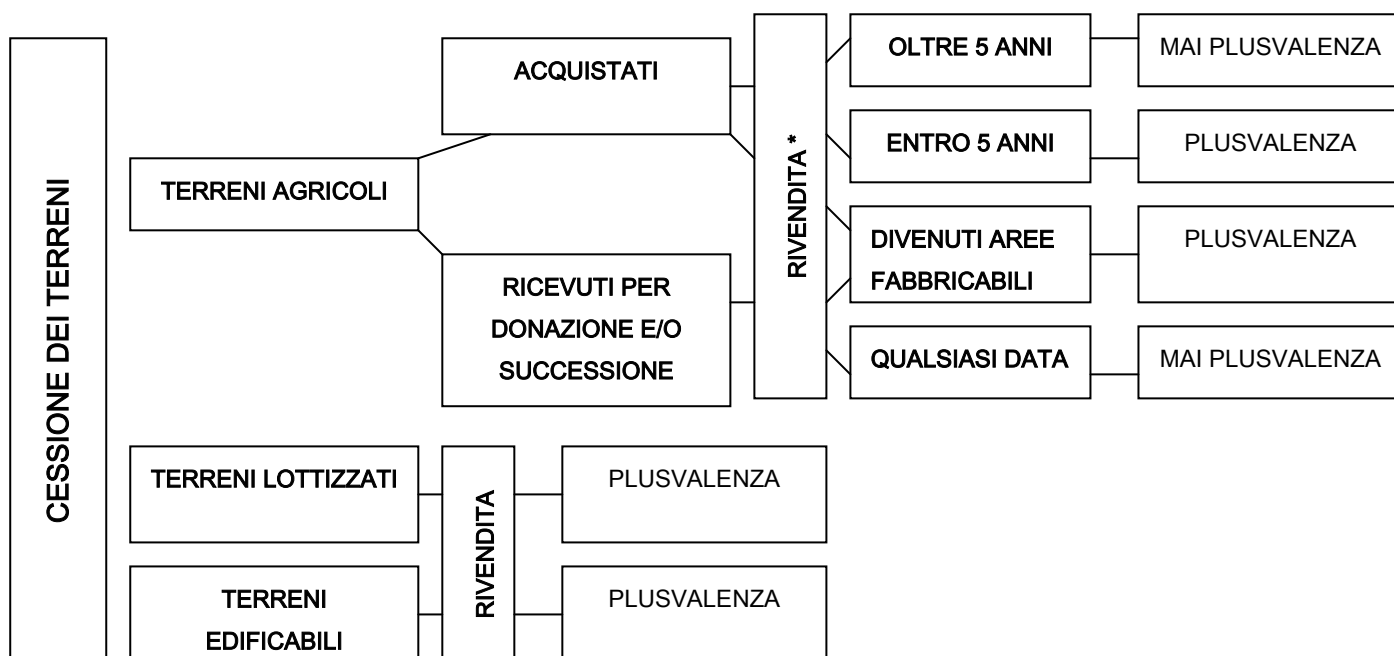 CESSIONE DEI TERRENI
TERRENI AGRICOLI
ACQUISTATI
RICEVUTI PER
DONAZIONE E/O
SUCCESSIONE
RIVENDITA *
OLTRE 5 ANNI
MAI PLUSVALENZA
ENTRO 5 ANNI
PLUSVALENZA
DIVENUTI AREE
FABBRICABILI
PLUSVALENZA
QUALSIASI DATA
MAI PLUSVALENZA
TERRENI LOTTIZZATI
RIVENDITA
PLUSVALENZA
TERRENI
EDIFICABILI
PLUSVALENZA